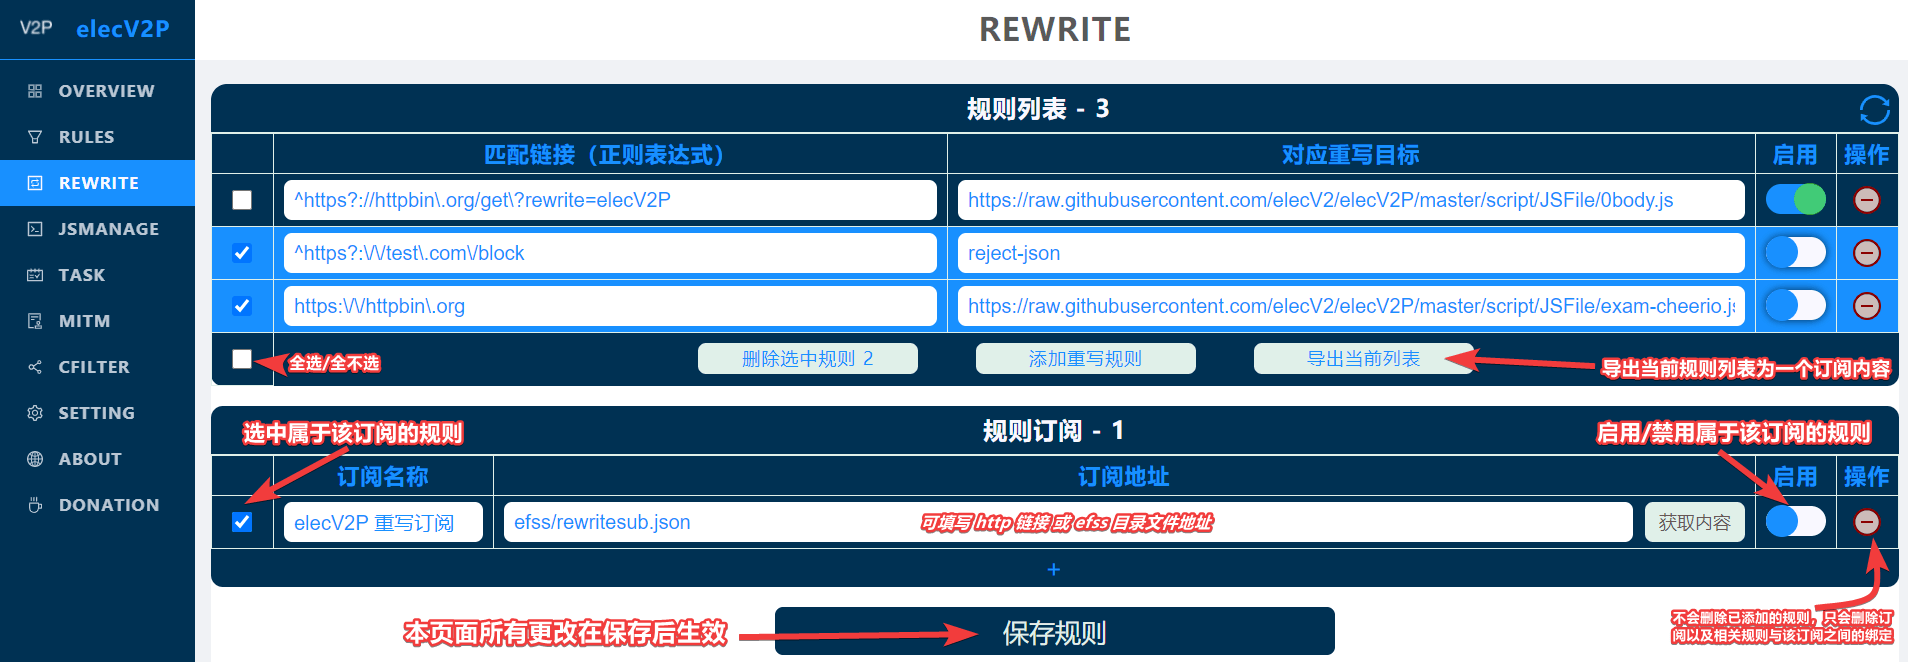 V2P elecV2P
REWRITE
OVERVIEW
RULES
REWRITE
JSMANAGE
TASK
MITM
CFILTER
SETTING
ABOUT
DONATION
规则列表 - 3
匹配链接（正则表达式） 对应重写目标 启用 操作
^https?://httpbin\.org/get\?rewrite=elecV2P https://raw.githubusercontent.com/elecV2/elecV2P/master/script/JSFile/0body.js
^https?:\/\/test\.com\/block reject-json
https:\/\/httpbin\.org https://raw.githubusercontent.com/elecV2/elecV2P/master/script/JSFile/exam-cheerio.js
全选/全不选 删除选中规则 2 添加重写规则 导出当前列表 导出当前规则列表为一个订阅内容
选中属于该订阅的规则 规则订阅 - 1 启用/禁用属于该订阅的规则
订阅名称 订阅地址 启用 操作
elecV2P 重写订阅 efss/rewritesub.json 可填写 http 链接 或 efss 目录文件地址 获取内容
+
本页面所有更改在保存后生效 保存规则
不会删除已添加的规则，只会删除订
阅以及相关规则与该订阅之间的绑定